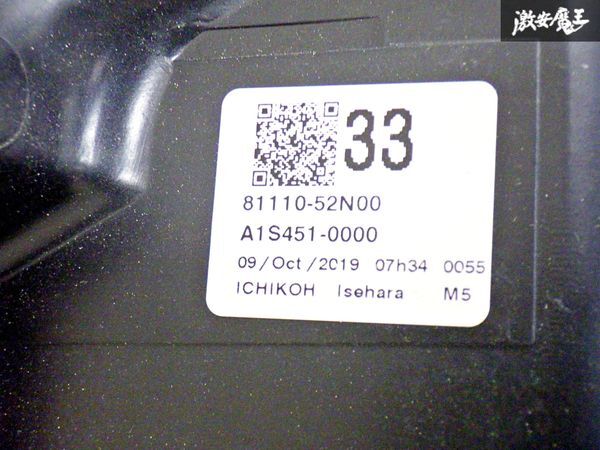 激安魔王
33
81110-52N00
A1S451-0000
09/Oct/2019 07h34 0055
ICHIKOH Isehara M5